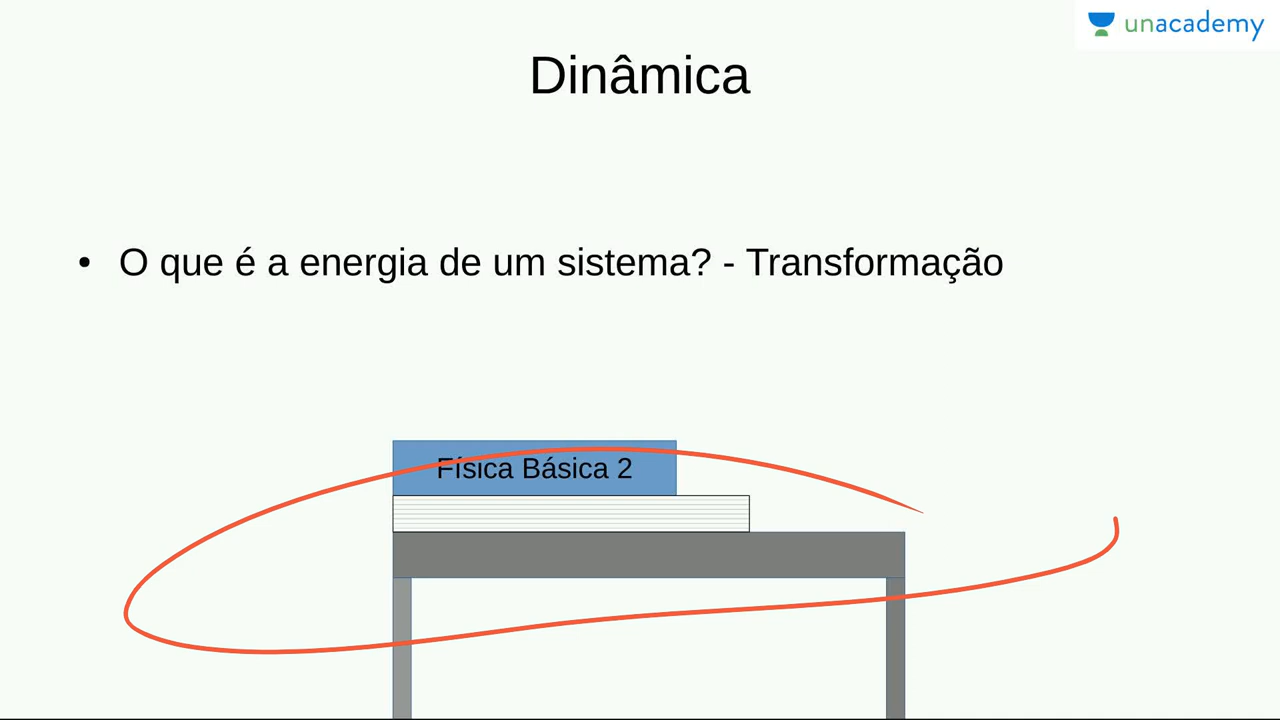 unacademy
Dinâmica
• O que é a energia de um sistema? - Transformação
Física Básica 2